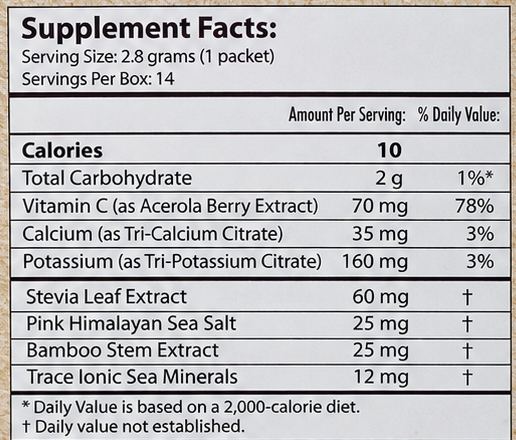 Supplement Facts:
Serving Size: 2.8 grams (1 packet)
Servings Per Box: 14
Amount Per Serving: % Daily Value:
Calories 10
Total Carbohydrate 2 g 1%*
Vitamin C (as Acerola Berry Extract) 70 mg 78%
Calcium (as Tri-Calcium Citrate) 35 mg 3%
Potassium (as Tri-Potassium Citrate) 160 mg 3%
Stevia Leaf Extract 60 mg †
Pink Himalayan Sea Salt 25 mg †
Bamboo Stem Extract 25 mg †
Trace Ionic Sea Minerals 12 mg †
* Daily Value is based on a 2,000-calorie diet.
† Daily value not established.